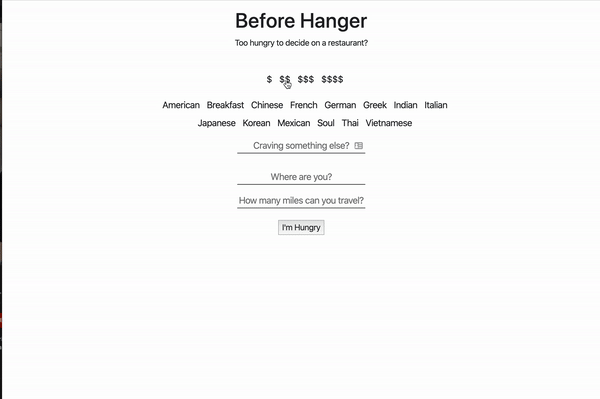 Before Hanger
Too hungry to decide on a restaurant?
$ $$ $$$ $$$$
American Breakfast Chinese French German Greek Indian Italian
Japanese Korean Mexican Soul Thai Vietnamese
Craving something else?
Where are you?
How many miles can you travel?
I'm Hungry